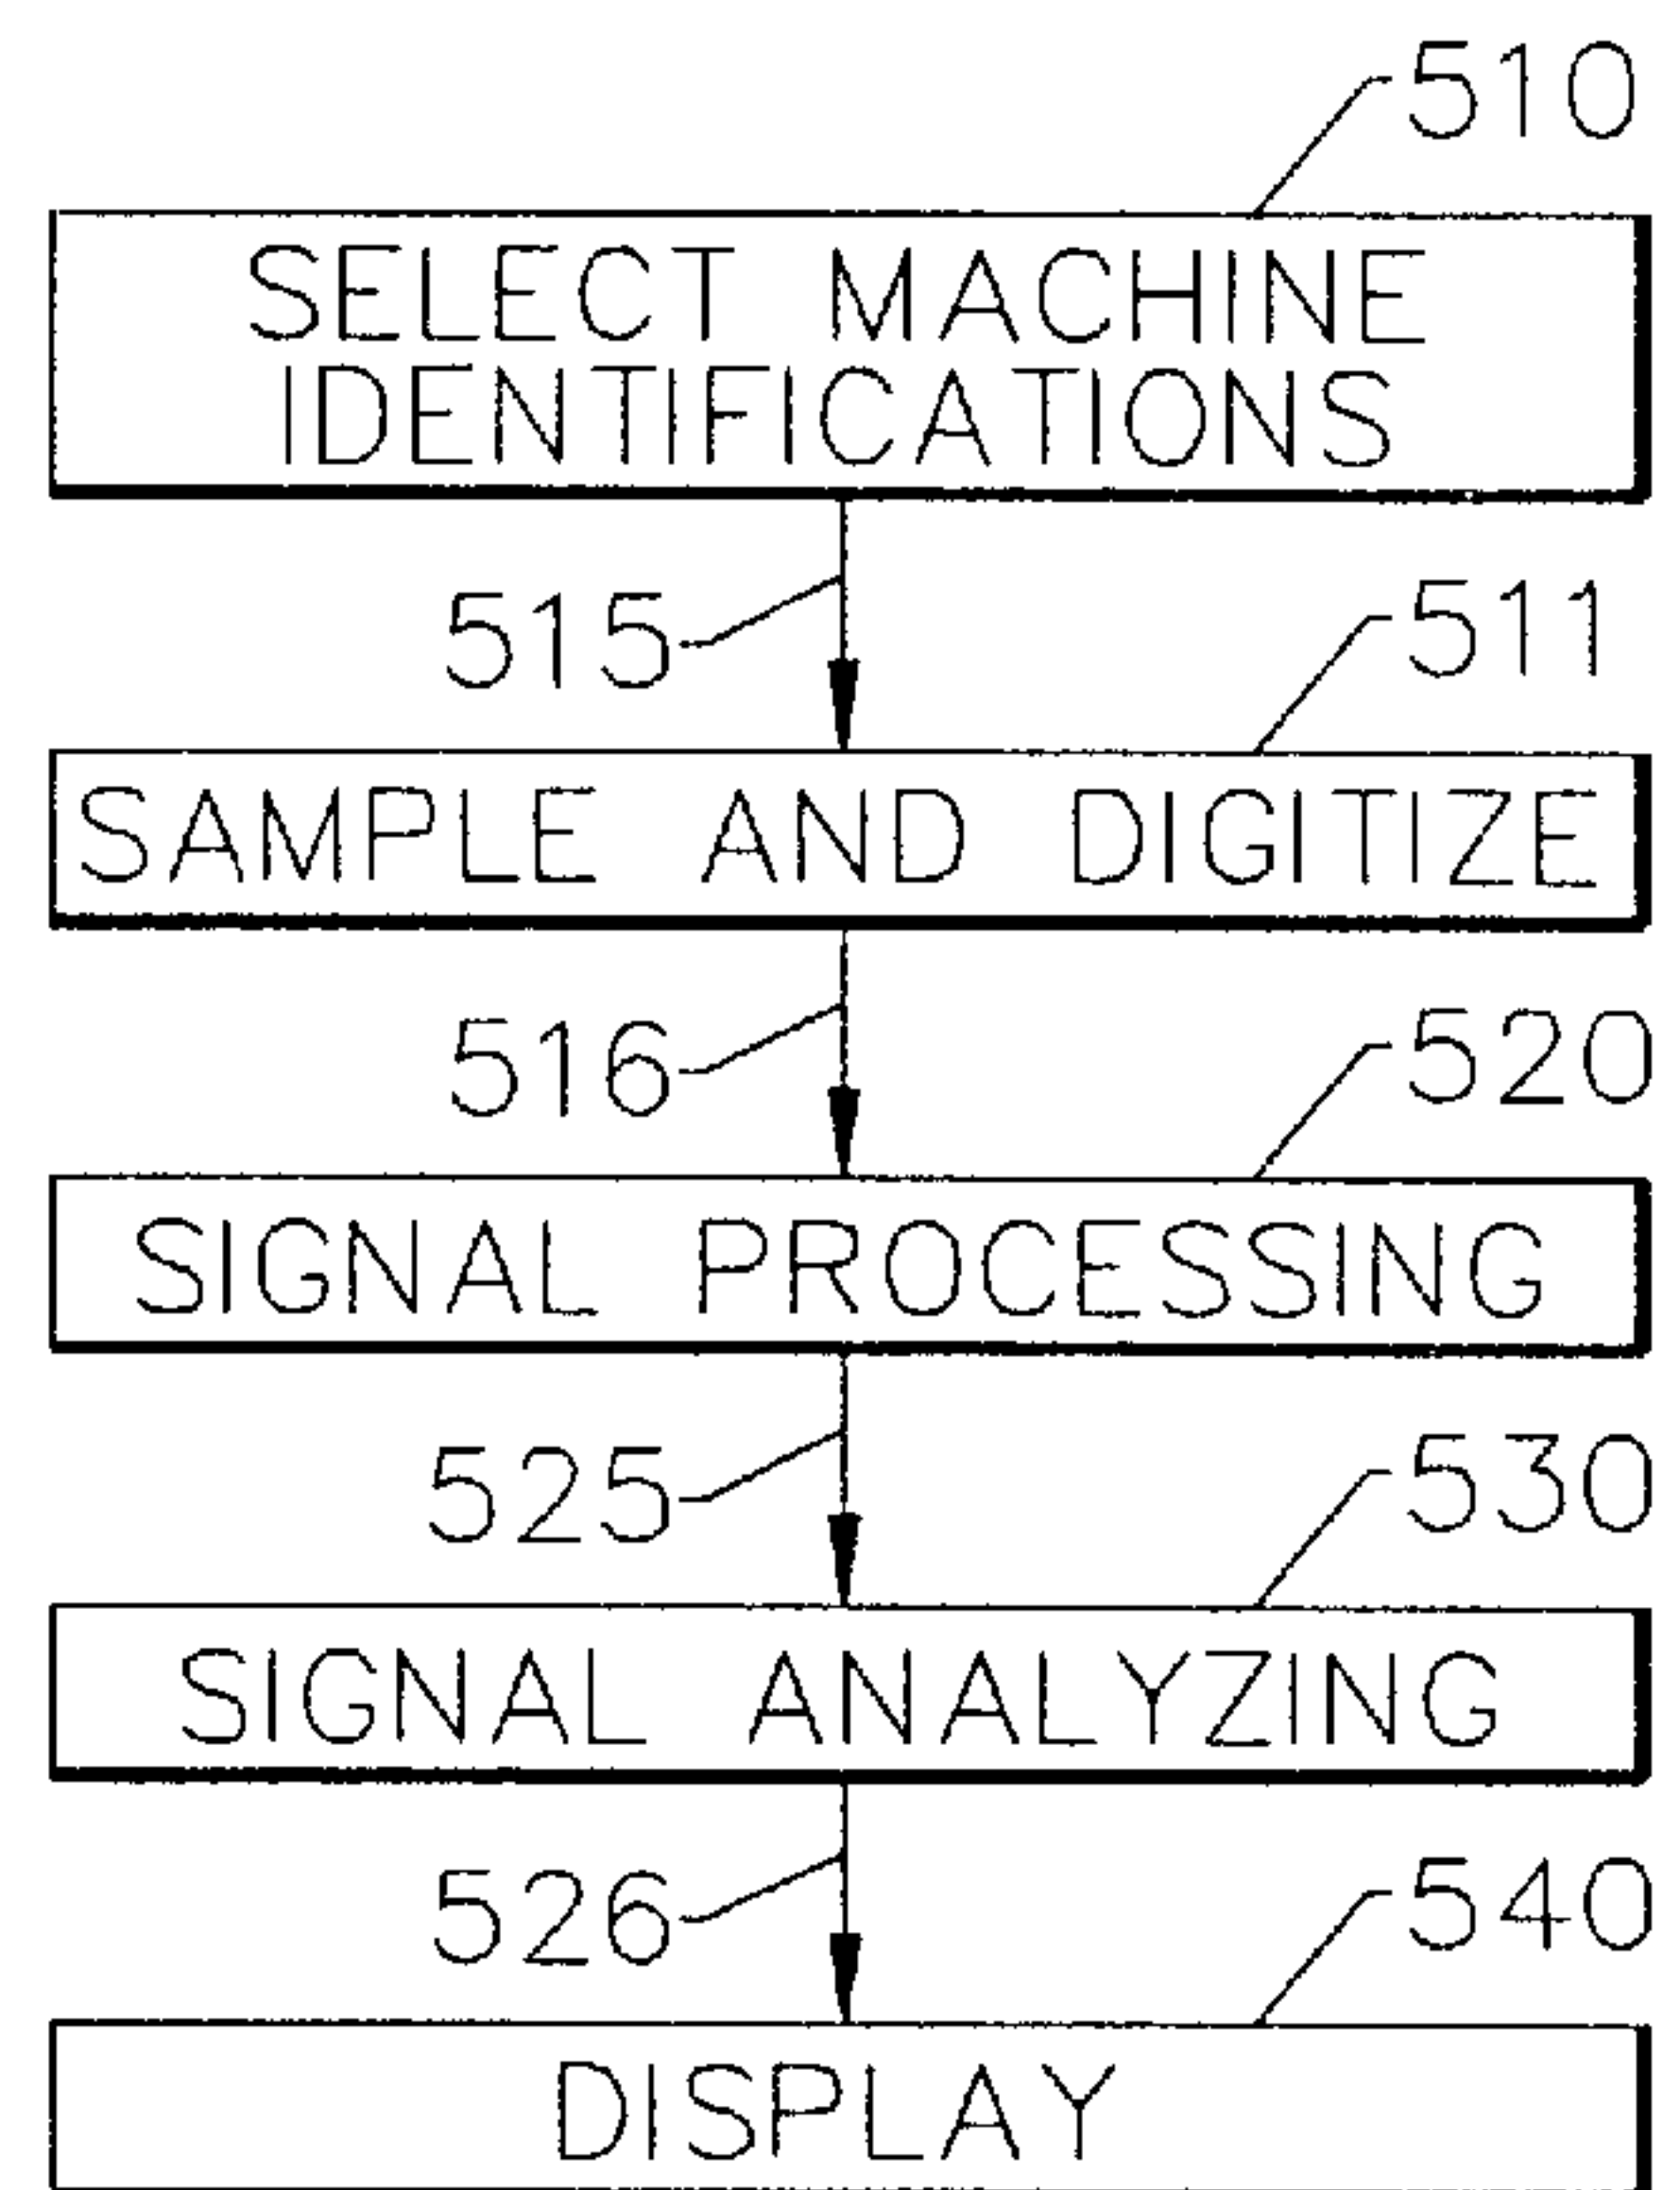 510
SELECT MACHINE
IDENTIFICATIONS
515
511
SAMPLE AND DIGITIZE
516
520
SIGNAL PROCESSING
525
530
SIGNAL ANALYZING
526
540
DISPLAY